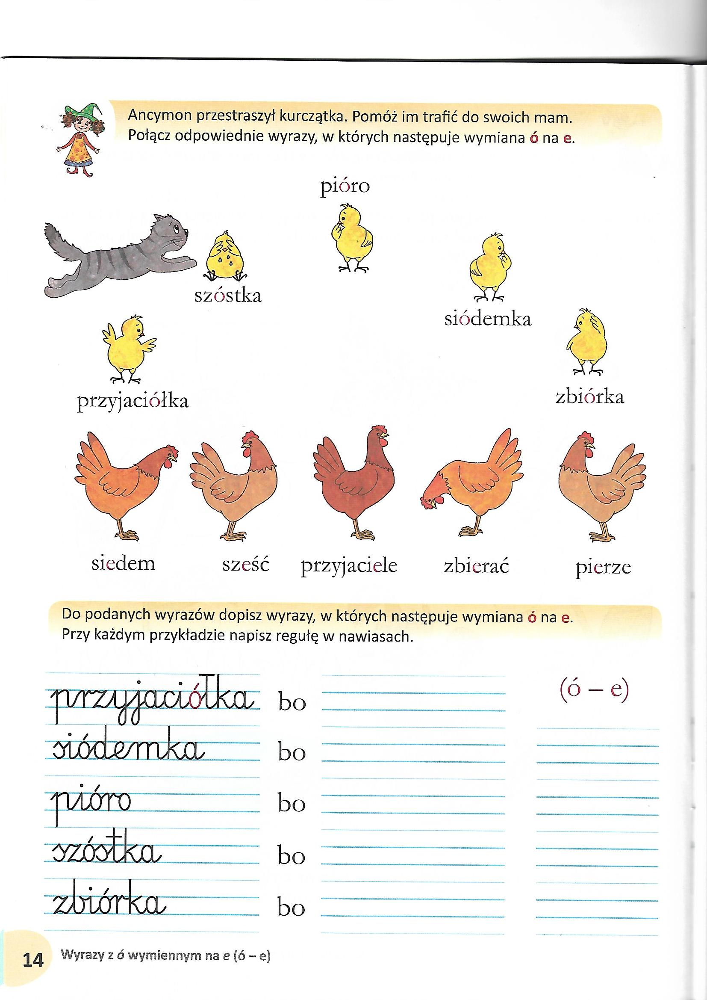 Ancymon przestraszył kurczątka. Pomóż im trafić do swoich mam.
Połącz odpowiednie wyrazy, w których następuje wymiana ó na e.
pióro
szóstka
siódemka
przyjaciółka
zbiórka
siedem sześć przyjaciele zbierać pierze
Do podanych wyrazów dopisz wyrazy, w których następuje wymiana ó na e.
Przy każdym przykładzie napisz regułę w nawiasach.
przyjaciółka bo (ó – e)
siódemka bo
pióro bo
szóstka bo
zbiórka bo
14 Wyrazy z ó wymiennym na e (ó – e)